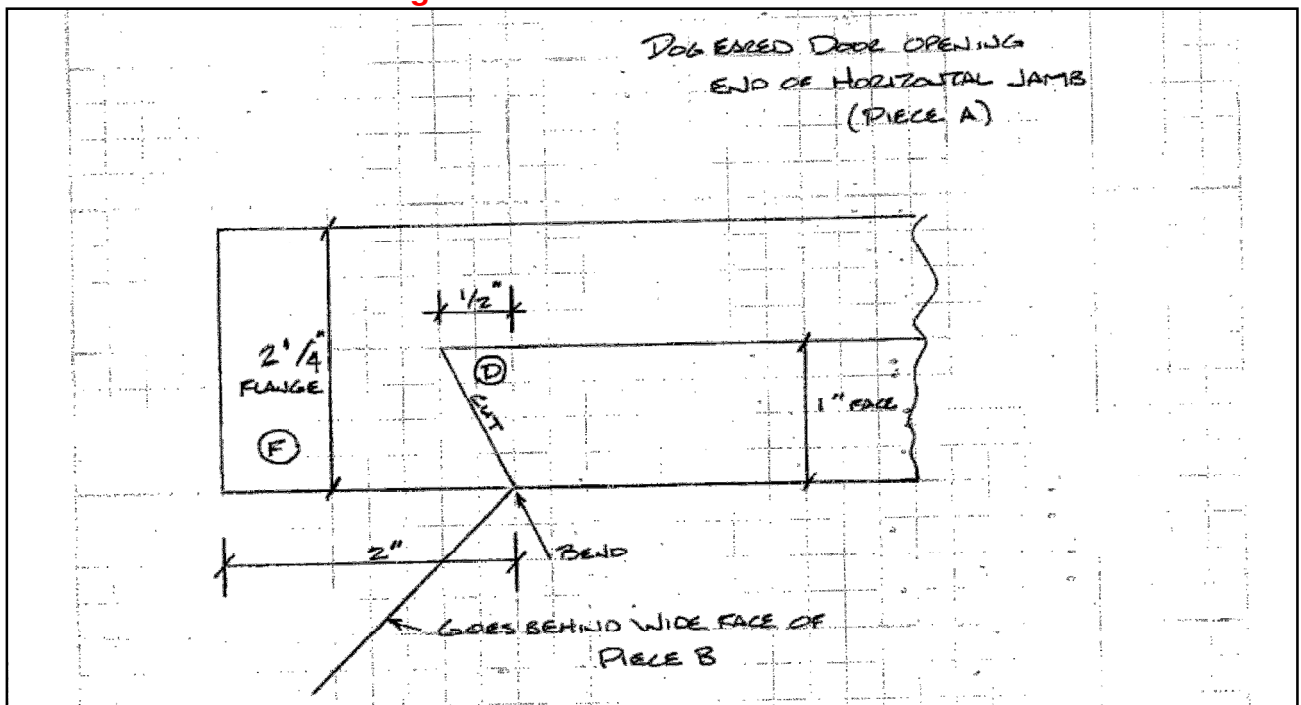 DOG EARED DOOR OPENING
END OF HORIZONTAL JAMB
(PIECE A)
1/2"
2 1/4"
FLANGE
D
CUT
1" FACE
F
2"
BEND
GOES BEHIND WIDE FACE OF
PIECE B